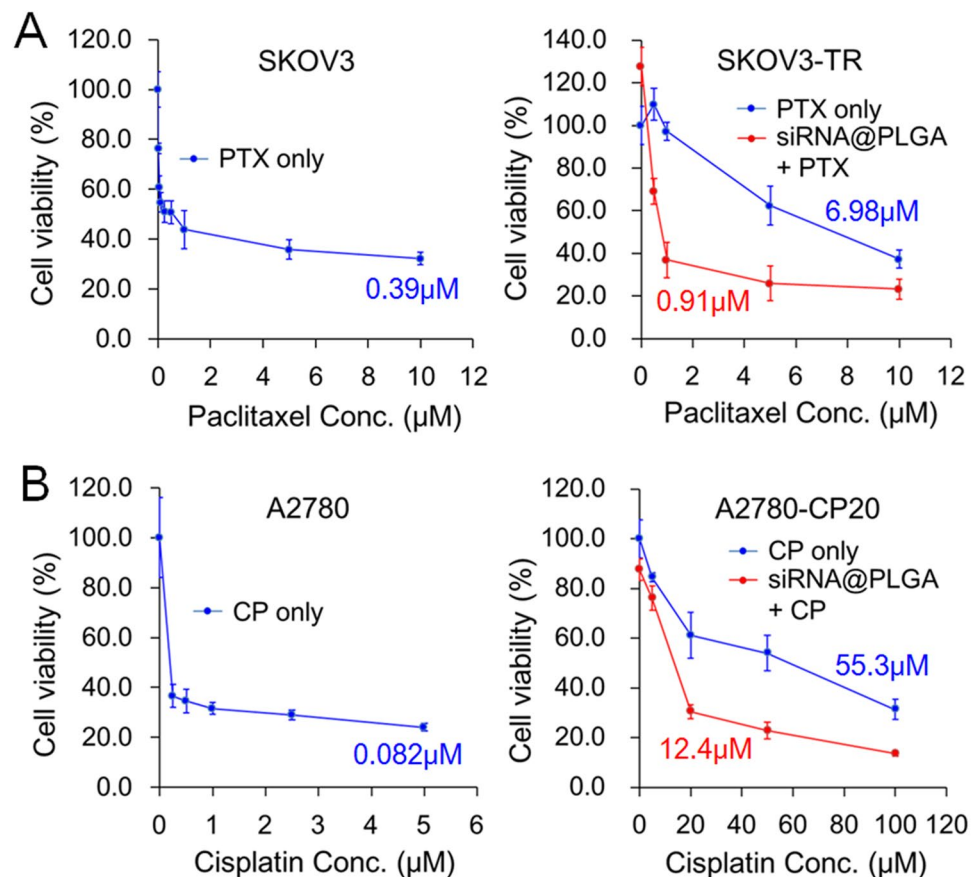 A
SKOV3
PTX only
0.39µM
Cell viability (%)
120.0
100.0
80.0
60.0
40.0
20.0
0.0
0 2 4 6 8 10 12
Paclitaxel Conc. (µM)
SKOV3-TR
PTX only
siRNA@PLGA
+ PTX
6.98µM
0.91µM
Cell viability (%)
140.0
120.0
100.0
80.0
60.0
40.0
20.0
0.0
0 2 4 6 8 10 12
Paclitaxel Conc. (µM)
B
A2780
CP only
0.082µM
Cell viability (%)
120.0
100.0
80.0
60.0
40.0
20.0
0.0
0 1 2 3 4 5 6
Cisplatin Conc. (µM)
A2780-CP20
CP only
siRNA@PLGA
+ CP
55.3µM
12.4µM
Cell viability (%)
120.0
100.0
80.0
60.0
40.0
20.0
0.0
0 20 40 60 80 100 120
Cisplatin Conc. (µM)